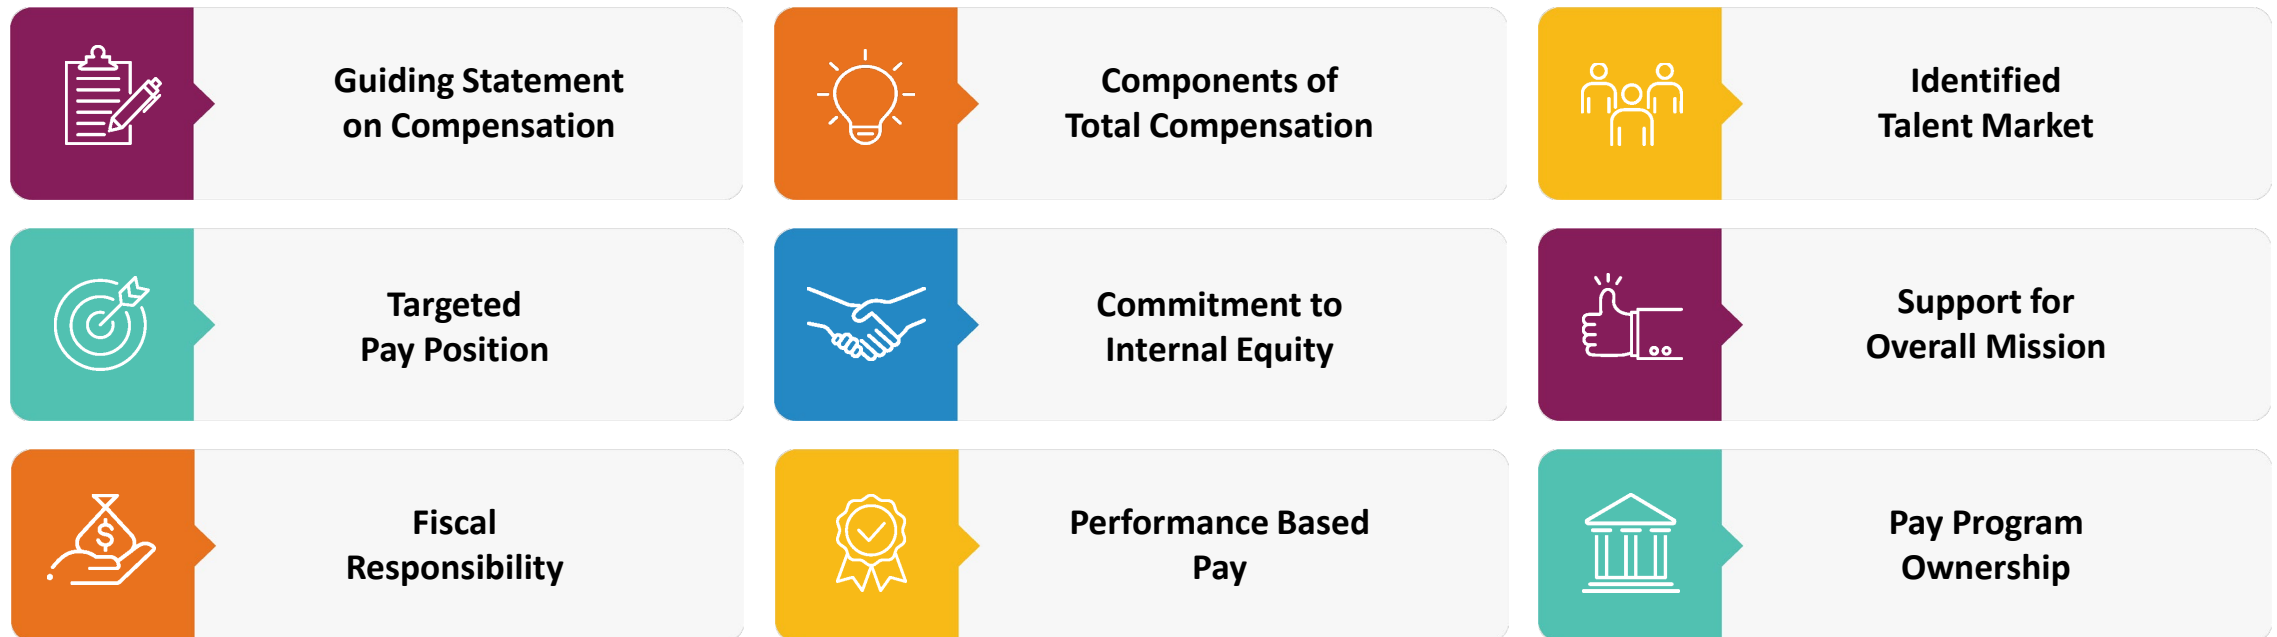 Guiding Statement
on Compensation
Components of
Total Compensation
Identified
Talent Market
Targeted
Pay Position
Commitment to
Internal Equity
Support for
Overall Mission
$
Fiscal
Responsibility
Performance Based
Pay
Pay Program
Ownership